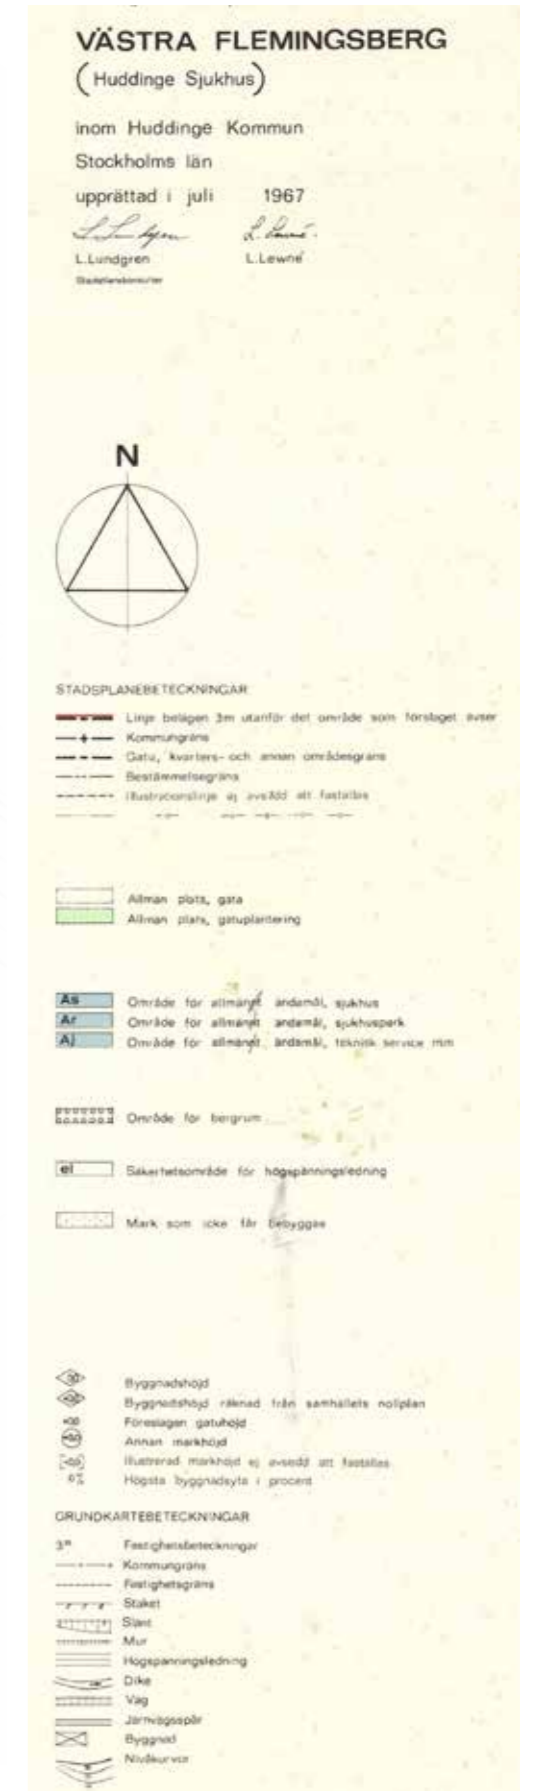 VÄSTRA FLEMINGSBERG
(Huddinge Sjukhus)
inom Huddinge Kommun
Stockholms län
upprättad i juli 1967
L.Lundgren L.Lewné
N
STADSPLANEBETECKNINGAR
Linje belägen 3m utanför det område som förslaget avser
Kommungräns
Gatu, kvarters- och annan områdesgräns
Bestämmelsegräns
Illustrationslinje ej avsedd att fastställas
Allmän plats, gata
Allmän plats, gatuplantering
As Område för allmänt ändamål, sjukhus
Ar Område för allmänt ändamål, sjukhuspark
Aj Område för allmänt ändamål, teknisk service mm
Område för bergrum
el Säkerhetsområde för högspänningsledning
Mark som icke får bebyggas
Byggnadshöjd
Byggnadshöjd räknad från samhällets nollplan
Föreslagen gatuhöjd
Annan markhöjd
Illustrerad markhöjd ej avsedd att fastställas
Högsta byggnadsyta i procent
GRUNDKARTEBETECKNINGAR
Fastighetsbeteckningar
Kommungräns
Fastighetsgräns
Staket
Slänt
Mur
Högspänningsledning
Dike
Väg
Järnvägsspår
Byggnad
Nivåkurvor